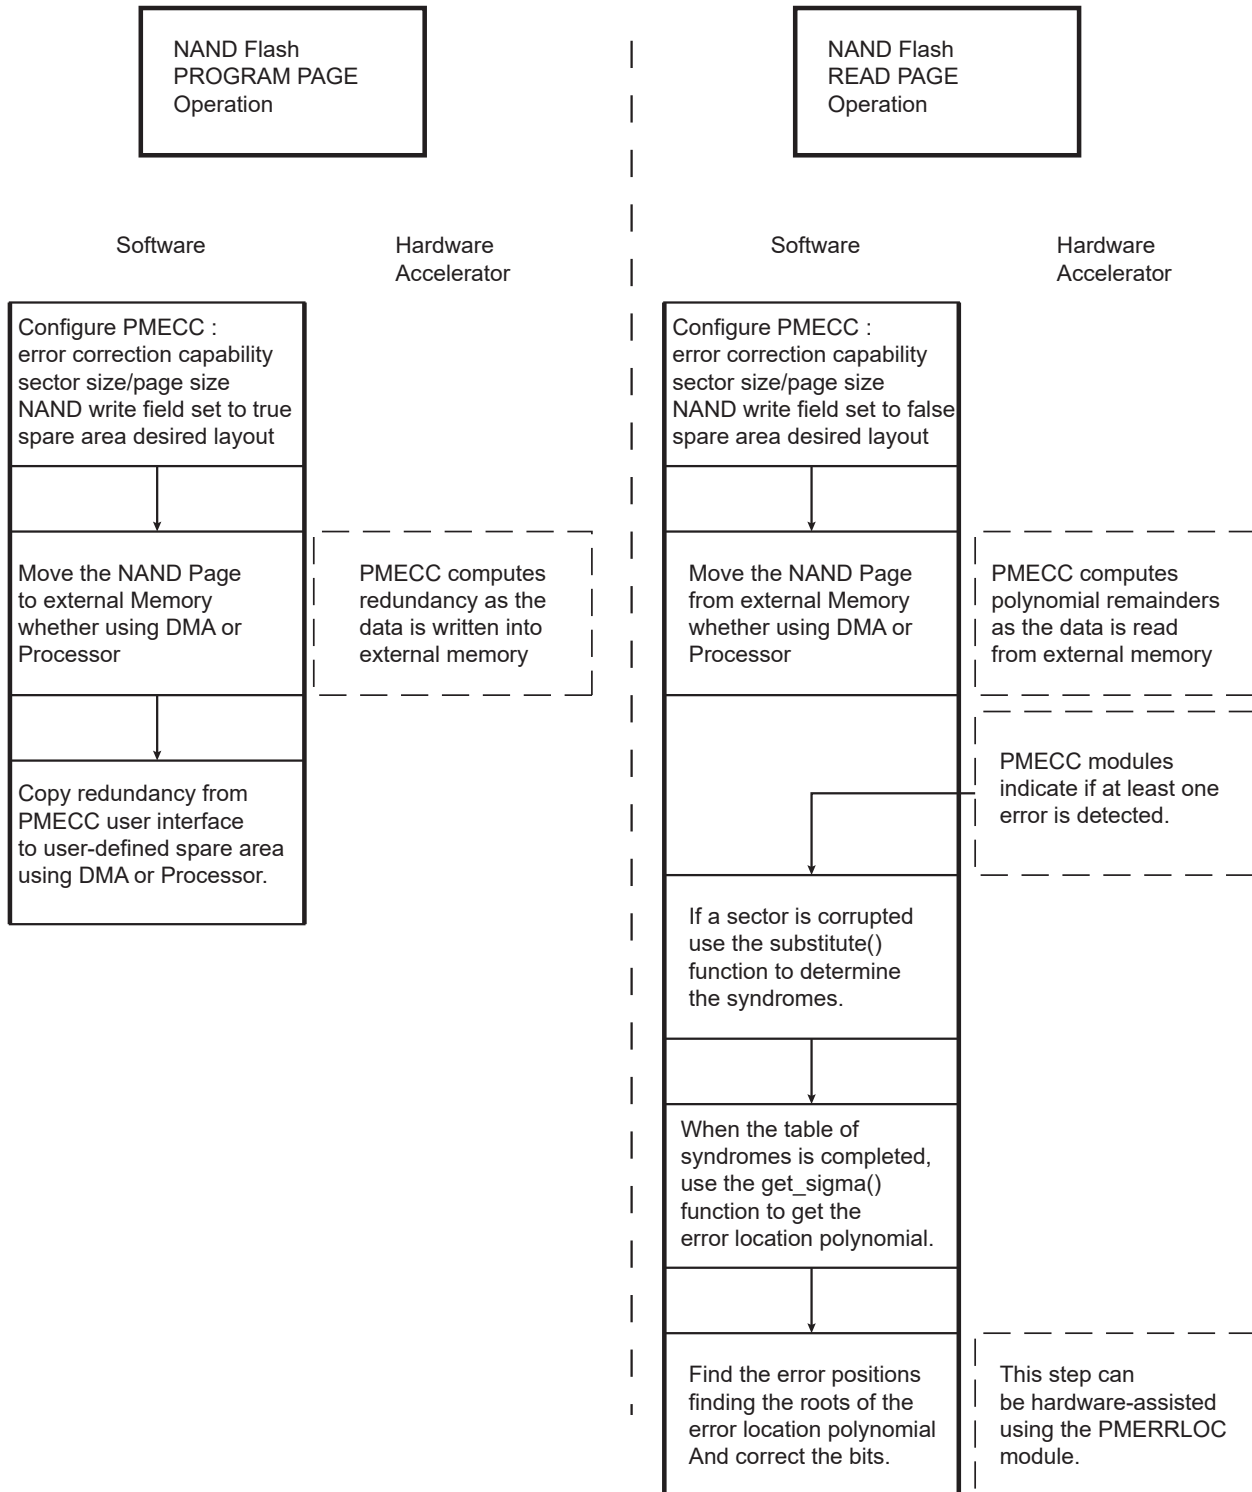 NAND Flash
PROGRAM PAGE
Operation
Software
Hardware
Accelerator
Configure PMECC :
error correction capability
sector size/page size
NAND write field set to true
spare area desired layout
Move the NAND Page
to external Memory
whether using DMA or
Processor
PMECC computes
redundancy as the
data is written into
external memory
Copy redundancy from
PMECC user interface
to user-defined spare area
using DMA or Processor.
NAND Flash
READ PAGE
Operation
Software
Hardware
Accelerator
Configure PMECC :
error correction capability
sector size/page size
NAND write field set to false
spare area desired layout
Move the NAND Page
from external Memory
whether using DMA or
Processor
PMECC computes
polynomial remainders
as the data is read
from external memory
PMECC modules
indicate if at least one
error is detected.
If a sector is corrupted
use the substitute()
function to determine
the syndromes.
When the table of
syndromes is completed,
use the get_sigma()
function to get the
error location polynomial.
Find the error positions
finding the roots of the
error location polynomial
And correct the bits.
This step can
be hardware-assisted
using the PMERRLOC
module.